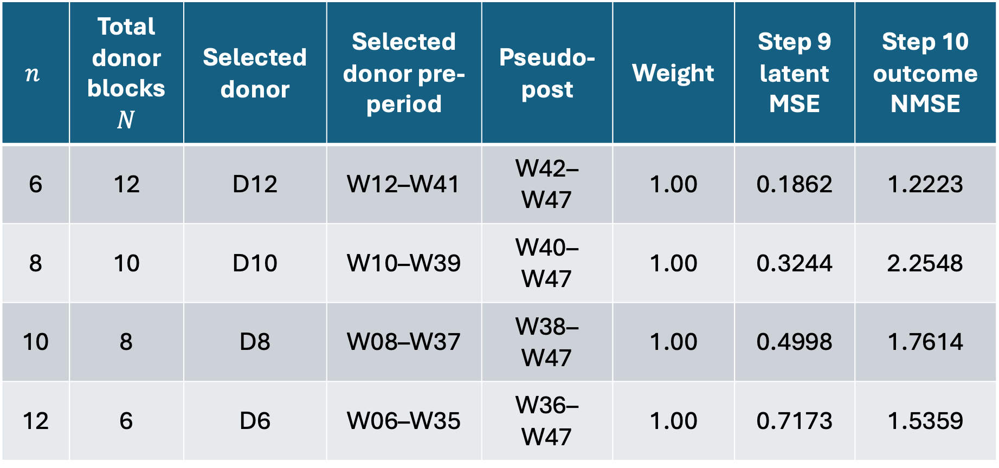 n
Total
donor
blocks
N
Selected
donor
Selected
donor pre-
period
Pseudo-
post
Weight
Step 9
latent
MSE
Step 10
outcome
NMSE
6
12
D12
W12–W41
W42–
W47
1.00
0.1862
1.2223
8
10
D10
W10–W39
W40–
W47
1.00
0.3244
2.2548
10
8
D8
W08–W37
W38–
W47
1.00
0.4998
1.7614
12
6
D6
W06–W35
W36–
W47
1.00
0.7173
1.5359